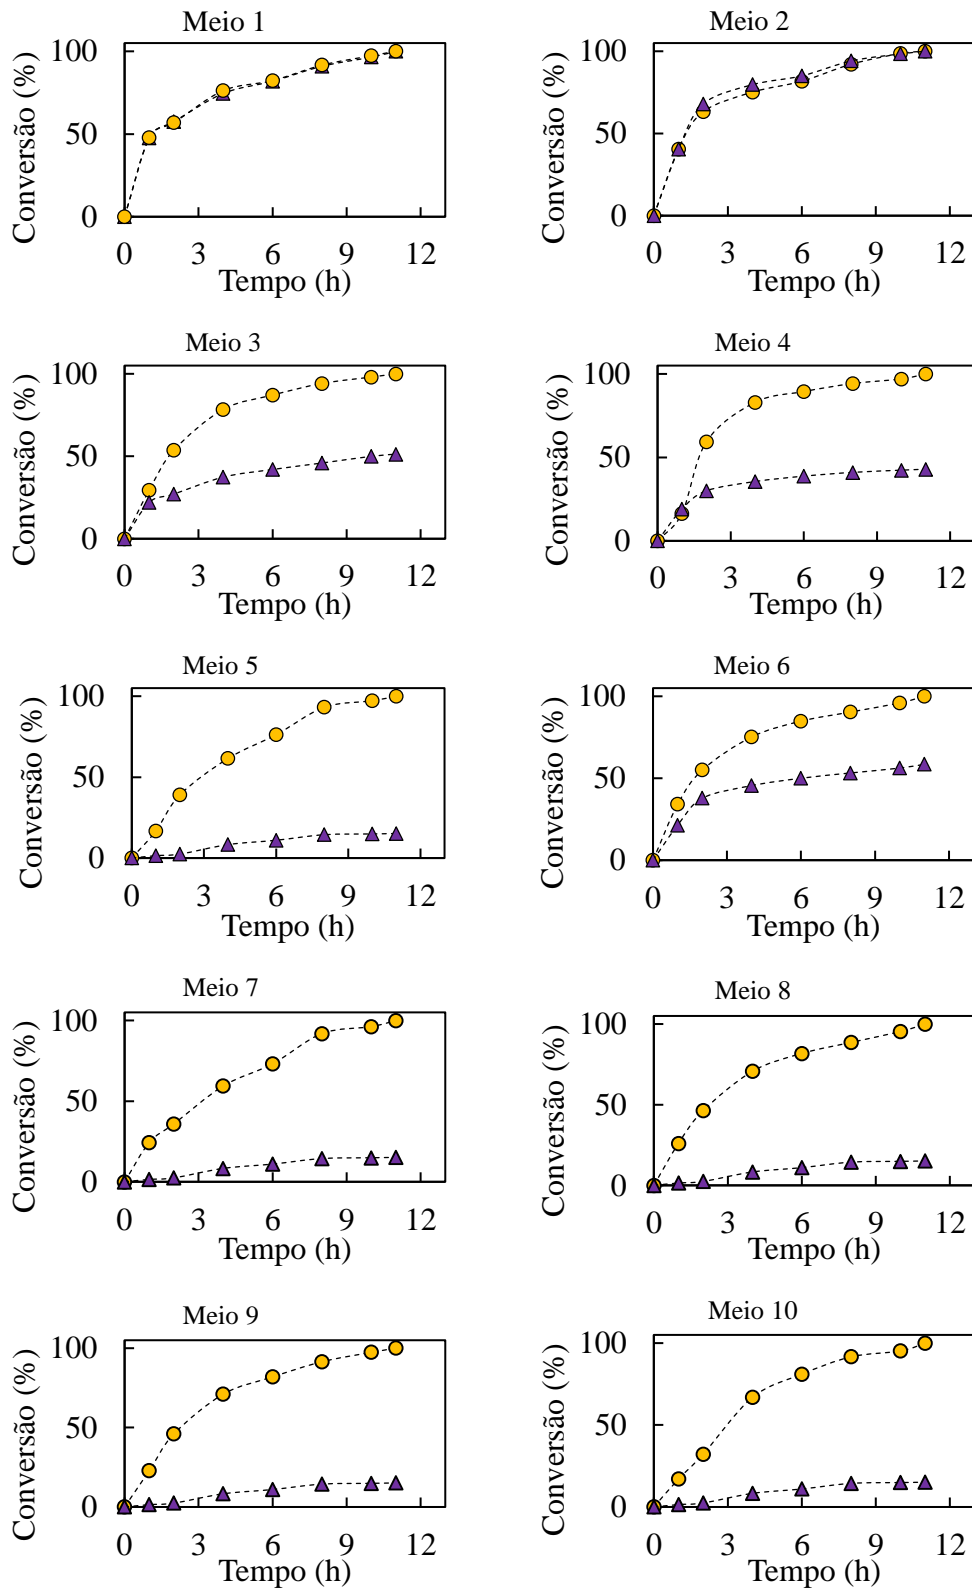 Meio 1
Conversão (%)
100
50
0
0 3 6 9 12
Tempo (h)
Meio 2
Conversão (%)
100
50
0
0 3 6 9 12
Tempo (h)
Meio 3
Conversão (%)
100
50
0
0 3 6 9 12
Tempo (h)
Meio 4
Conversão (%)
100
50
0
0 3 6 9 12
Tempo (h)
Meio 5
Conversão (%)
100
50
0
0 3 6 9 12
Tempo (h)
Meio 6
Conversão (%)
100
50
0
0 3 6 9 12
Tempo (h)
Meio 7
Conversão (%)
100
50
0
0 3 6 9 12
Tempo (h)
Meio 8
Conversão (%)
100
50
0
0 3 6 9 12
Tempo (h)
Meio 9
Conversão (%)
100
50
0
0 3 6 9 12
Tempo (h)
Meio 10
Conversão (%)
100
50
0
0 3 6 9 12
Tempo (h)